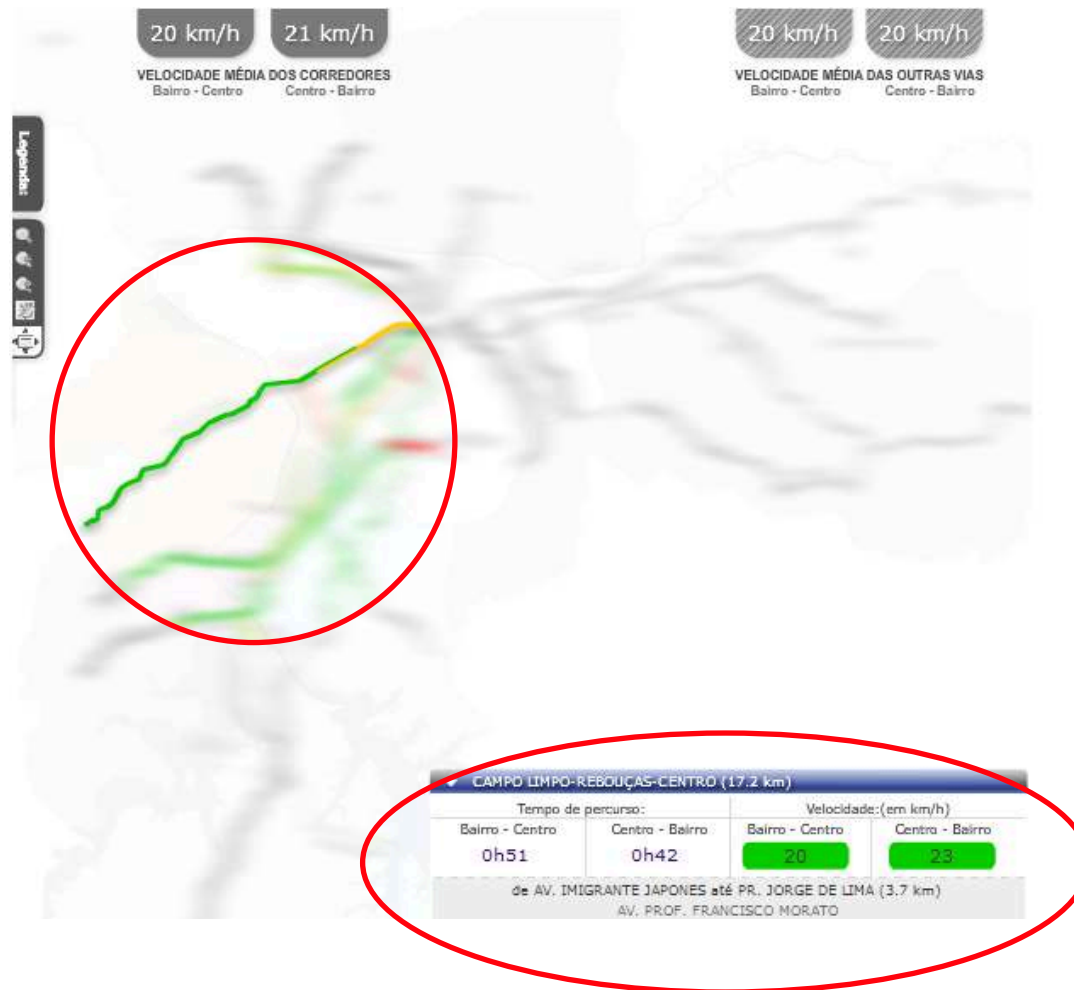 20 km/h 21 km/h
VELOCIDADE MÉDIA DOS CORREDORES
Bairro - Centro Centro - Bairro
20 km/h 20 km/h
VELOCIDADE MÉDIA DAS OUTRAS VIAS
Bairro - Centro Centro - Bairro
Legenda:
CAMPO LIMPO-REBOUÇAS-CENTRO (17.2 km)
Tempo de percurso: Velocidade:(em km/h)
Bairro - Centro Centro - Bairro Bairro - Centro Centro - Bairro
0h51 0h42 20 23
de AV. IMIGRANTE JAPONES até PR. JORGE DE LIMA (3.7 km)
AV. PROF. FRANCISCO MORATO